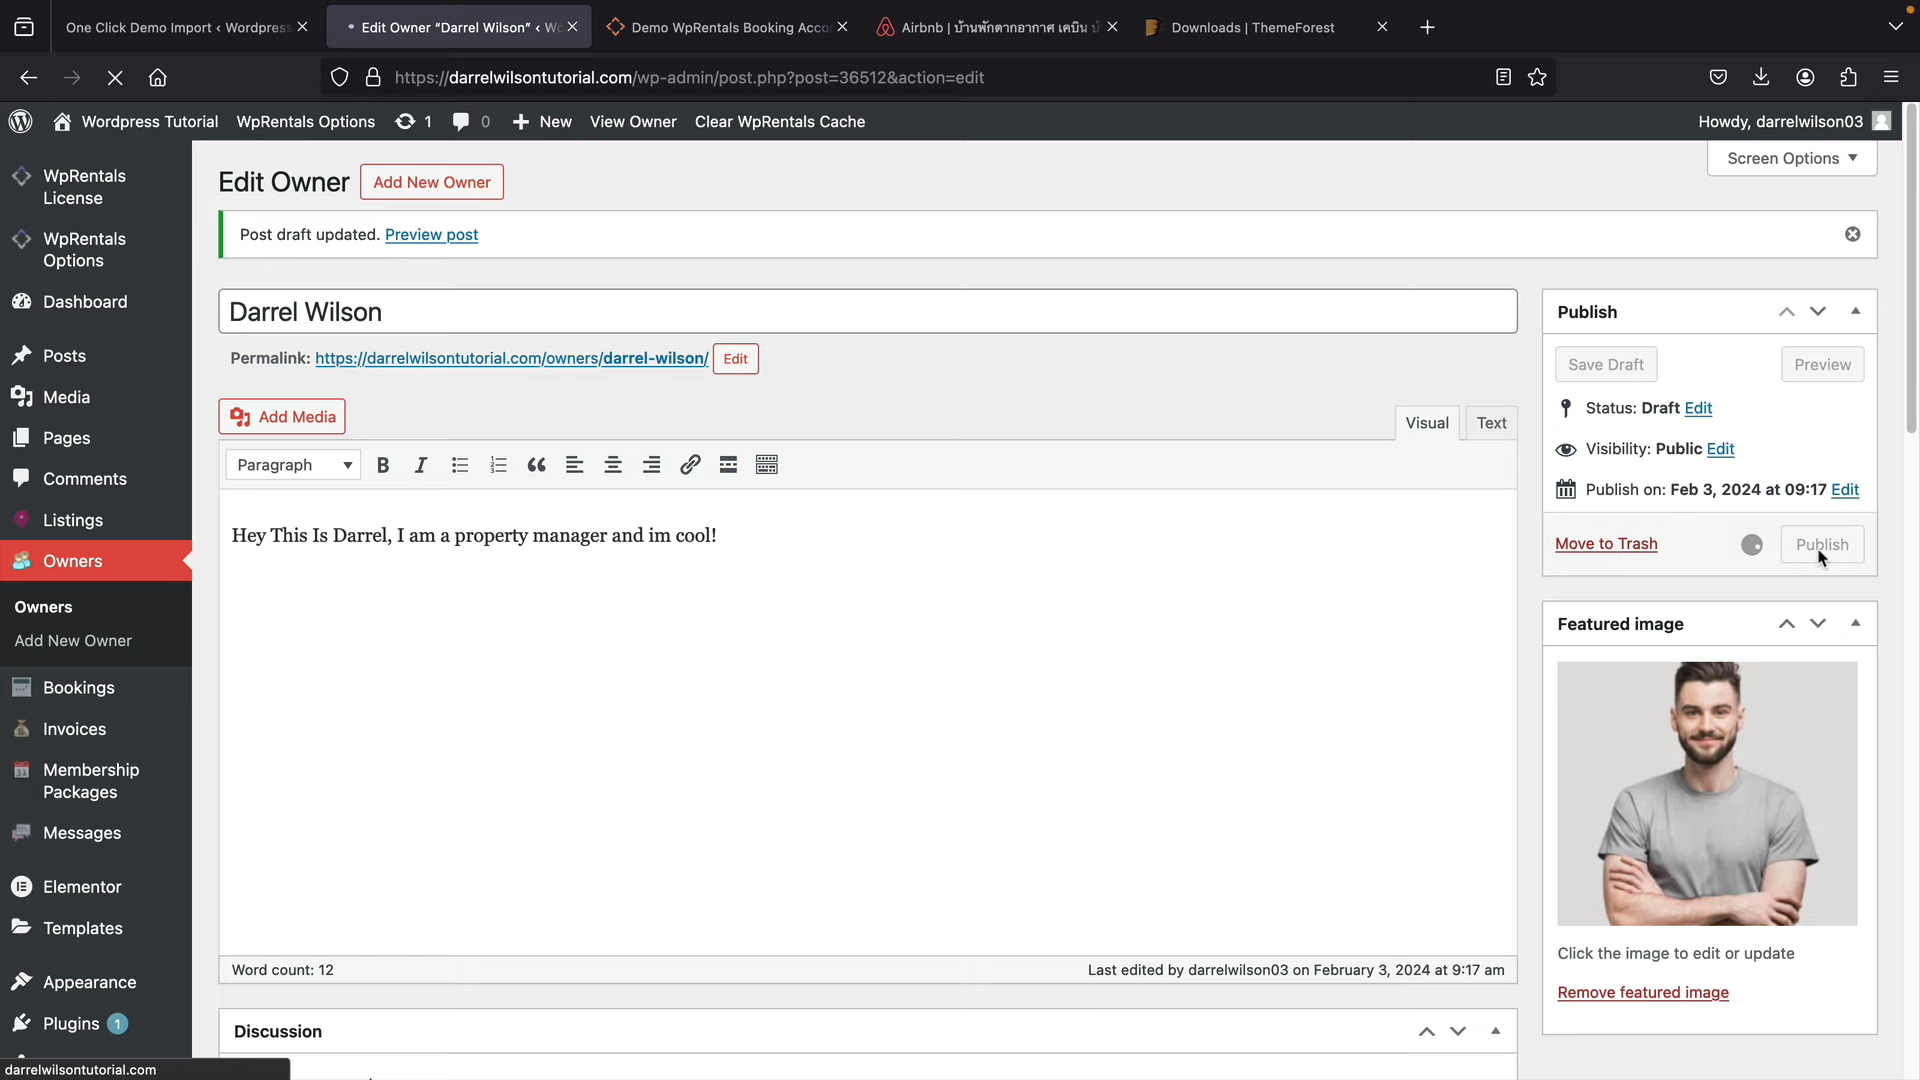 One Click Demo Import ‹ Wordpress
Edit Owner “Darrel Wilson” ‹ Wo
Demo WpRentals Booking Acco
Airbnb | บ้านพักตากอากาศ เคบิน บ้
Downloads | ThemeForest
https://darrelwilsontutorial.com/wp-admin/post.php?post=36512&action=edit
Wordpress Tutorial
WpRentals Options
1
0
New
View Owner
Clear WpRentals Cache
Howdy, darrelwilson03
WpRentals
License
WpRentals
Options
Dashboard
Posts
Media
Pages
Comments
Listings
Owners
Owners
Add New Owner
Bookings
Invoices
Membership
Packages
Messages
Elementor
Templates
Appearance
Plugins 1
darrelwilsontutorial.com
Screen Options
Edit Owner
Add New Owner
Post draft updated. Preview post
Darrel Wilson
Permalink: https://darrelwilsontutorial.com/owners/darrel-wilson/ Edit
Add Media
Visual
Text
Paragraph
Hey This Is Darrel, I am a property manager and im cool!
Word count: 12
Last edited by darrelwilson03 on February 3, 2024 at 9:17 am
Discussion
Publish
Save Draft
Preview
Status: Draft Edit
Visibility: Public Edit
Publish on: Feb 3, 2024 at 09:17 Edit
Move to Trash
Publish
Featured image
Click the image to edit or update
Remove featured image